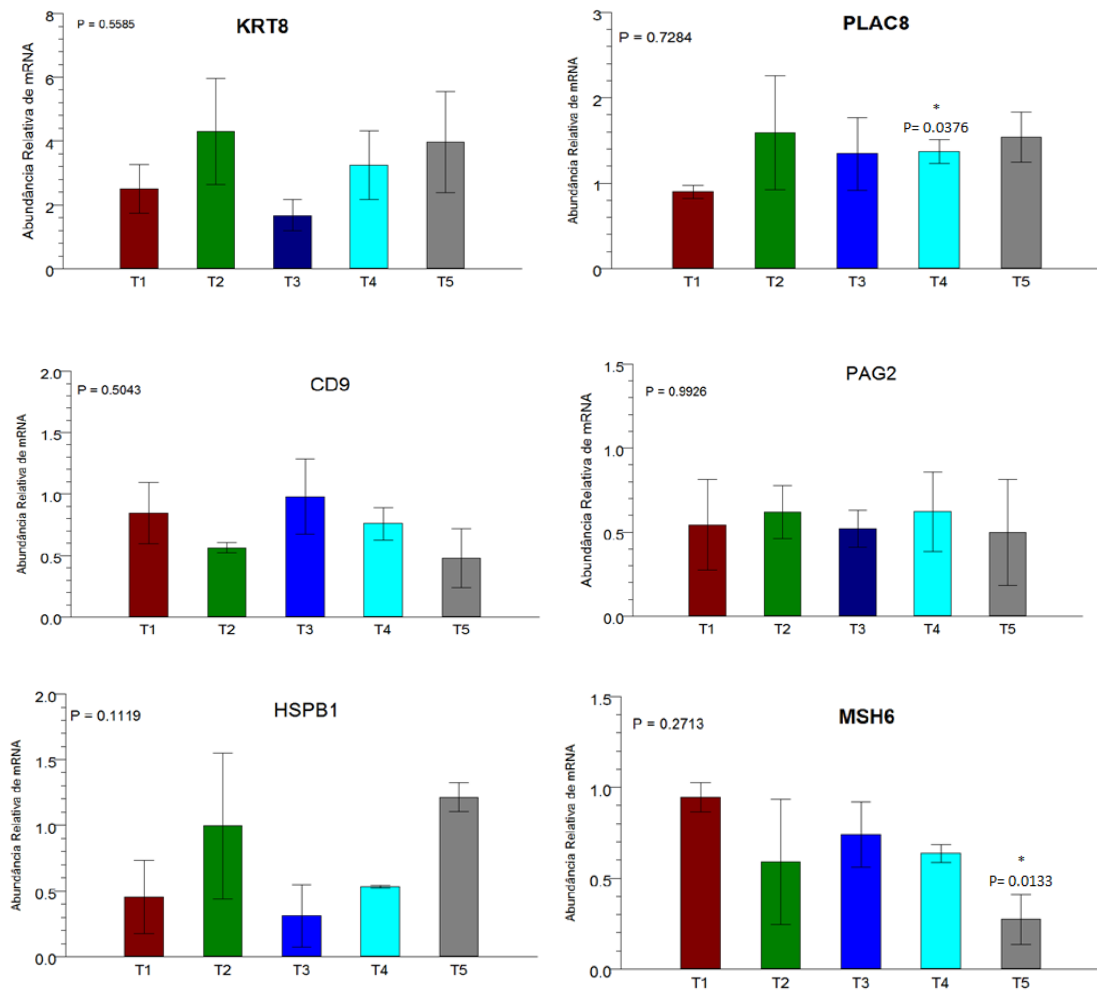 KRT8
P = 0.5585
Abundância Relativa de mRNA
8
6
4
2
0
T1 T2 T3 T4 T5
PLAC8
P = 0.7284
Abundância Relativa de mRNA
3
2
1
0
*
P= 0.0376
T1 T2 T3 T4 T5
CD9
P = 0.5043
Abundância Relativa de mRNA
2.0
1.5
1.0
0.5
0.0
T1 T2 T3 T4 T5
PAG2
P = 0.9926
Abundância Relativa de mRNA
1.5
1.0
0.5
0.0
T1 T2 T3 T4 T5
HSPB1
P = 0.1119
Abundância Relativa de mRNA
2.0
1.5
1.0
0.5
0.0
T1 T2 T3 T4 T5
MSH6
P = 0.2713
Abundância Relativa de mRNA
1.5
1.0
0.5
0.0
*
P= 0.0133
T1 T2 T3 T4 T5